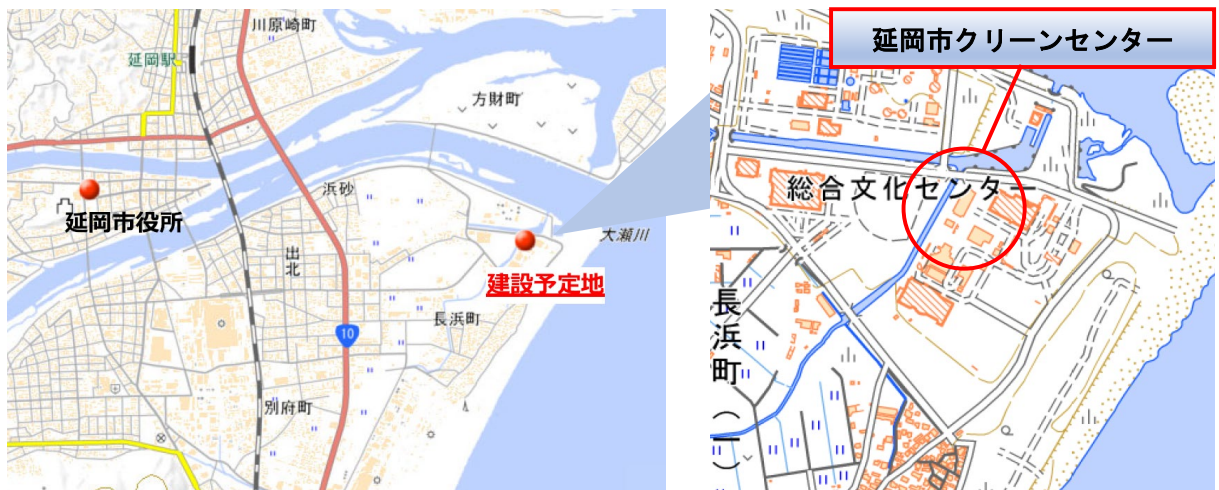 川原崎町
延岡駅
方財町
浜砂
延岡市役所
大瀬川
出北
建設予定地
長浜町
10
別府町
延岡市クリーンセンター
総合文化センター
長浜町(一)